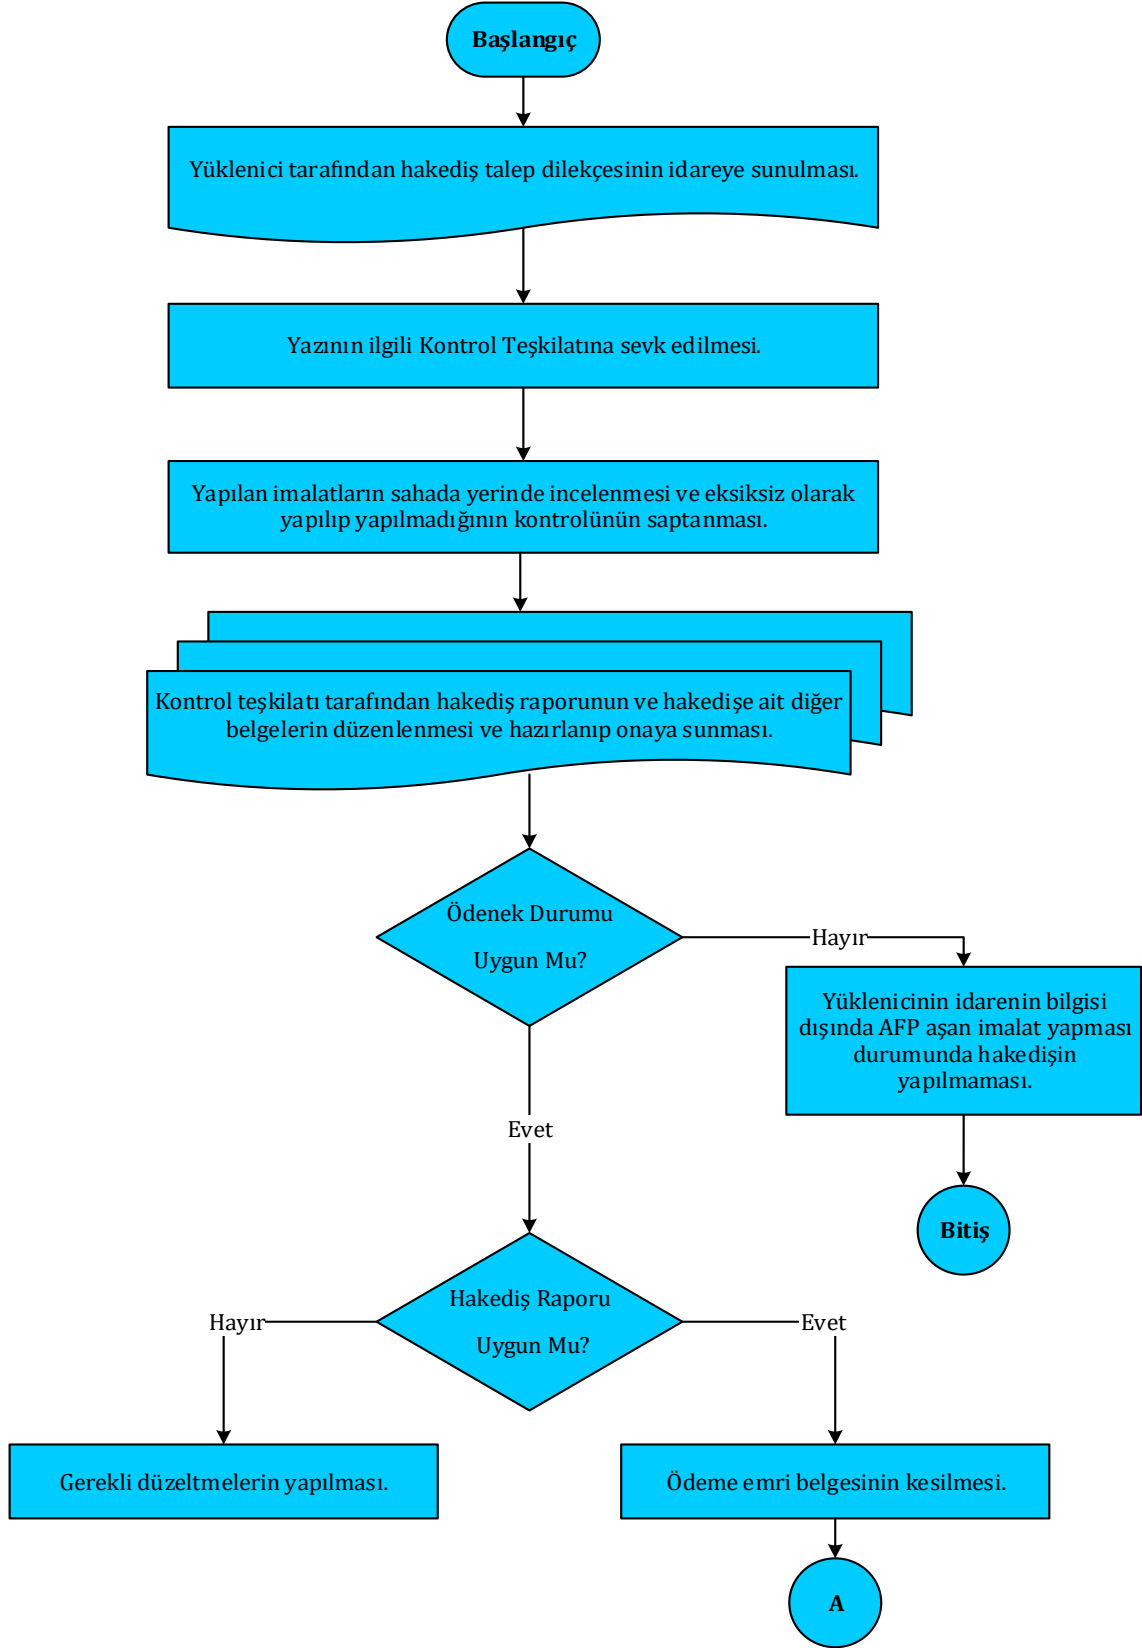 Başlangıç
Yüklenici tarafından hakediş talep dilekçesinin idareye sunulması.
Yazının ilgili Kontrol Teşkilatına sevk edilmesi.
Yapılan imalatların sahada yerinde incelenmesi ve eksiksiz olarak
yapılıp yapılmadığının kontrolünün saptanması.
Kontrol teşkilatı tarafından hakediş raporunun ve hakedişe ait diğer
belgelerin düzenlenmesi ve hazırlanıp onaya sunması.
Ödenek Durumu
Uygun Mu?
Hayır
Yüklenicinin idarenin bilgisi
dışında AFP aşan imalat yapması
durumunda hakedişin
yapılmaması.
Evet
Bitiş
Hakediş Raporu
Uygun Mu?
Hayır
Evet
Gerekli düzeltmelerin yapılması.
Ödeme emri belgesinin kesilmesi.
A